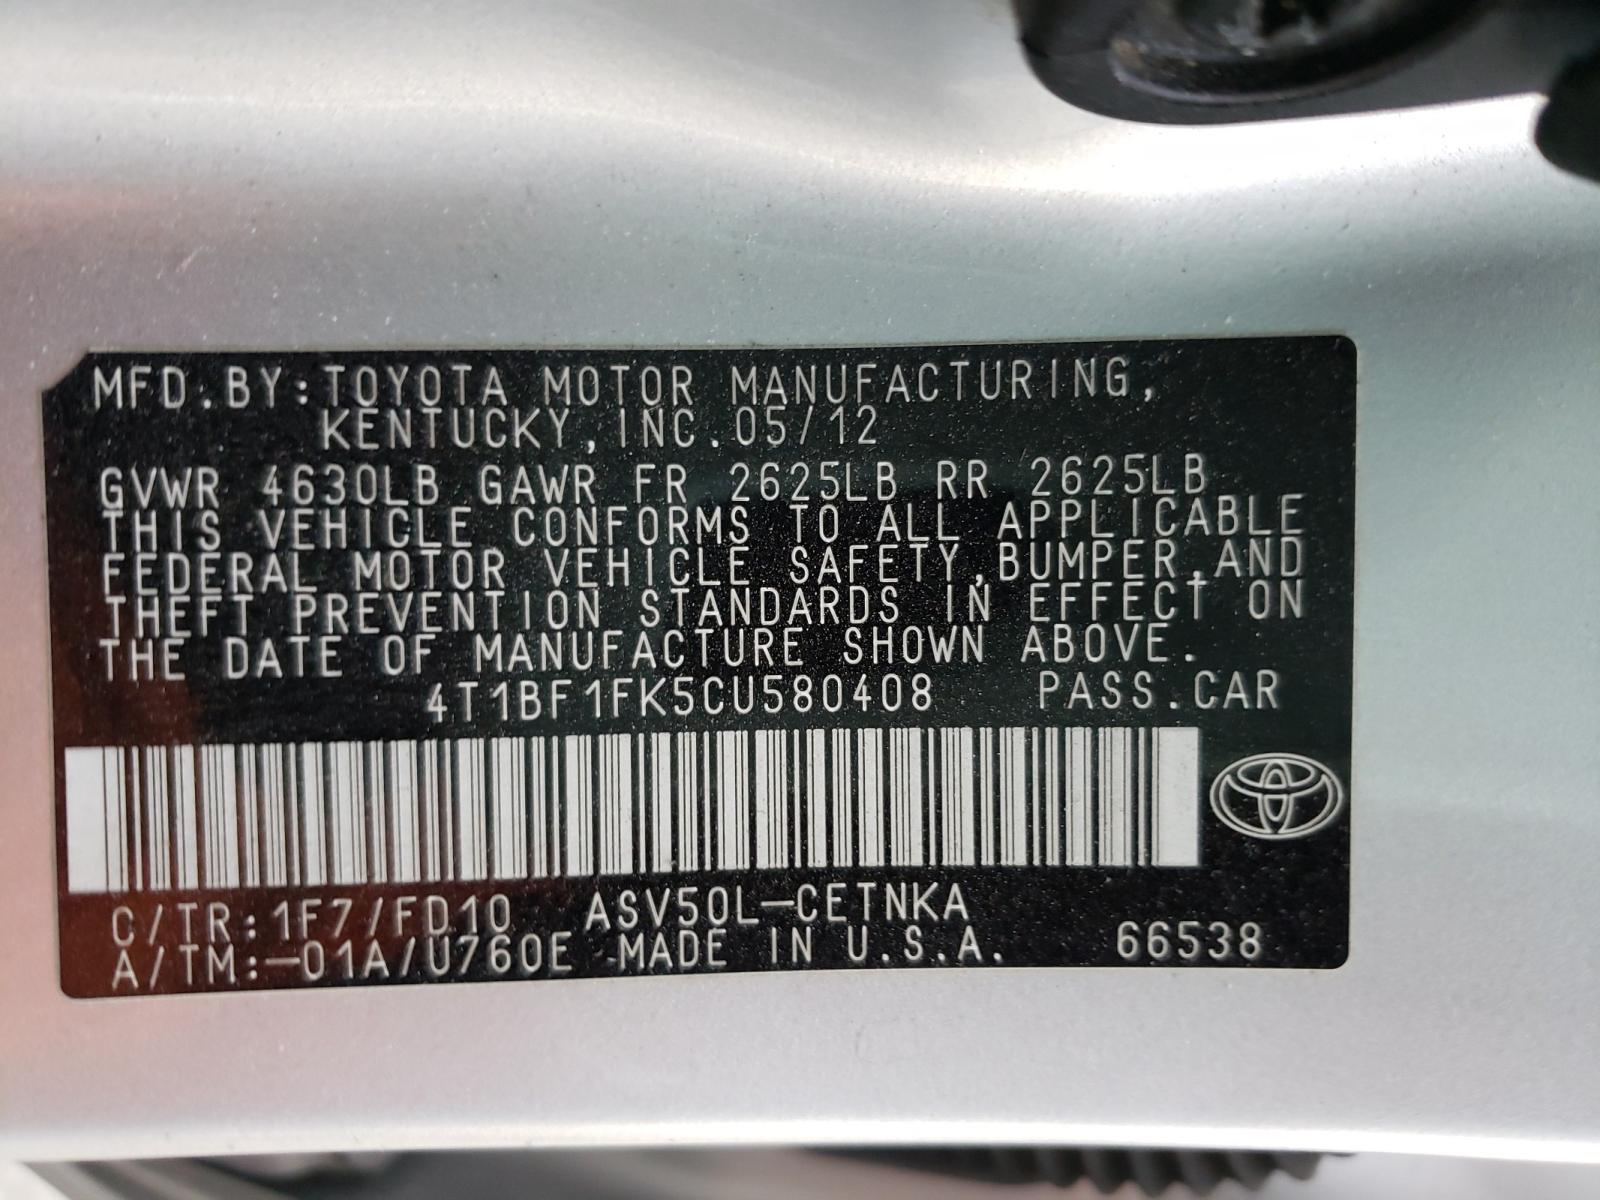 MFD.BY:TOYOTA MOTOR MANUFACTURING,
KENTUCKY,INC.05/12
GVWR 4630LB GAWR FR 2625LB RR 2625LB
THIS VEHICLE CONFORMS TO ALL APPLICABLE
FEDERAL MOTOR VEHICLE SAFETY,BUMPER,AND
THEFT PREVENTION STANDARDS IN EFFECT ON
THE DATE OF MANUFACTURE SHOWN ABOVE.
4T1BF1FK5CU580408 PASS.CAR
C/TR:1F7/FD10 ASV50L-CETNKA
A/TM:-01A/U760E MADE IN U.S.A. 66538